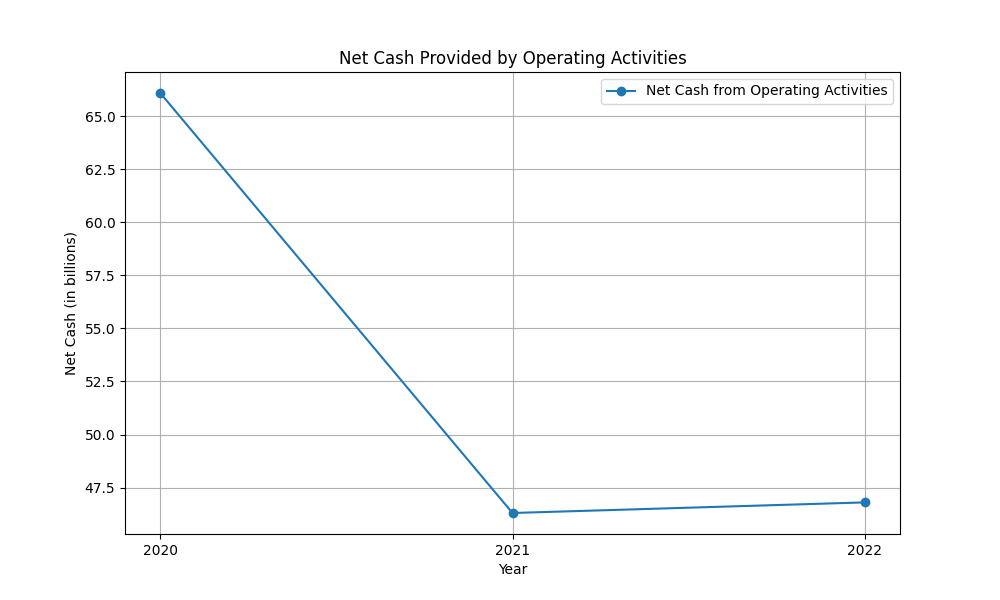 Net Cash Provided by Operating Activities
Net Cash from Operating Activities
Net Cash (in billions)
65.0
62.5
60.0
57.5
55.0
52.5
50.0
47.5
2020 2021 2022
Year